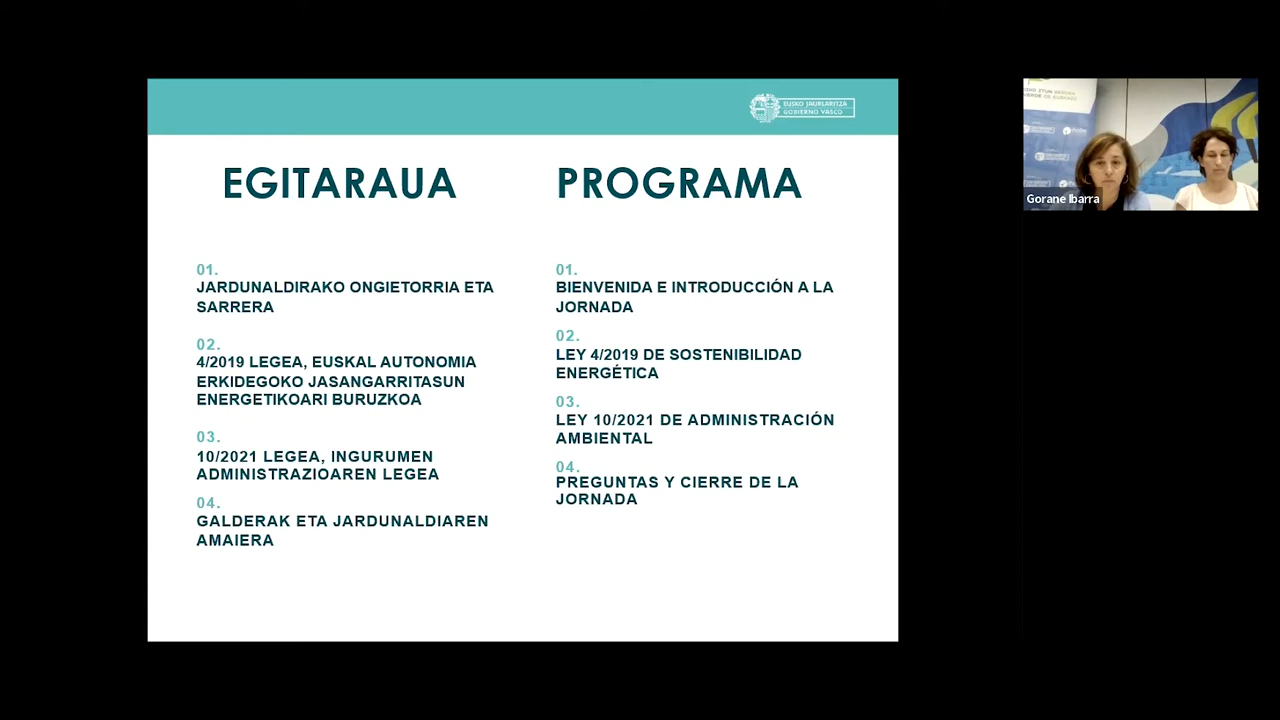 EUSKO JAURLARITZA
GOBIERNO VASCO
EGITARAUA
01.
JARDUNALDIRAKO ONGIETORRIA ETA
SARRERA
02.
4/2019 LEGEA, EUSKAL AUTONOMIA
ERKIDEGOKO JASANGARRITASUN
ENERGETIKOARI BURUZKOA
03.
10/2021 LEGEA, INGURUMEN
ADMINISTRAZIOAREN LEGEA
04.
GALDERAK ETA JARDUNALDIAREN
AMAIERA
PROGRAMA
01.
BIENVENIDA E INTRODUCCIÓN A LA
JORNADA
02.
LEY 4/2019 DE SOSTENIBILIDAD
ENERGÉTICA
03.
LEY 10/2021 DE ADMINISTRACIÓN
AMBIENTAL
04.
PREGUNTAS Y CIERRE DE LA
JORNADA
Gorane Ibarra